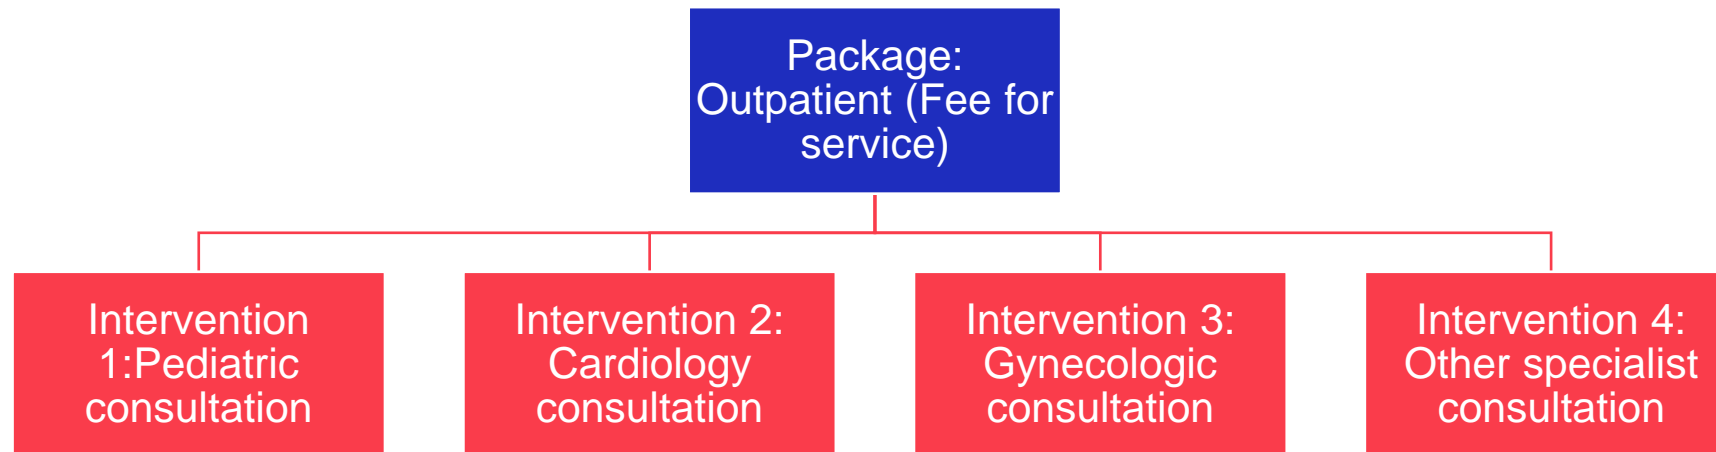 Package:
Outpatient (Fee for
service)
Intervention
1:Pediatric
consultation
Intervention 2:
Cardiology
consultation
Intervention 3:
Gynecologic
consultation
Intervention 4:
Other specialist
consultation